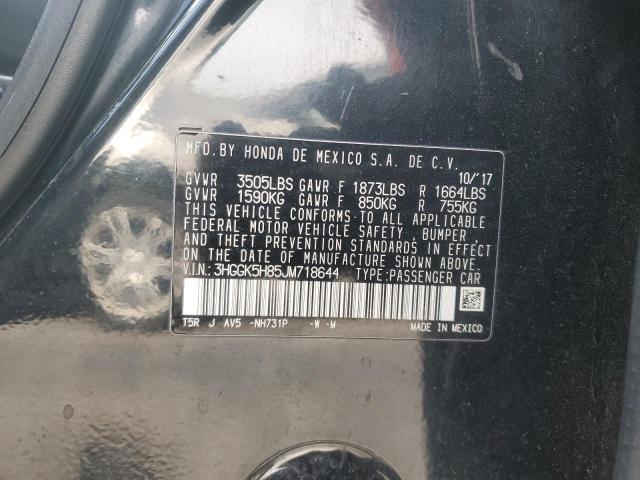 MFD.BY HONDA DE MEXICO S.A. DE C.V. 10/'17
GVWR 3505LBS GAWR F 1873LBS R 1664LBS
GVWR 1590KG GAWR F 850KG R 755KG
THIS VEHICLE CONFORMS TO ALL APPLICABLE
FEDERAL MOTOR VEHICLE SAFETY, BUMPER
AND THEFT PREVENTION STANDARDS IN EFFECT
ON THE DATE OF MANUFACTURE SHOWN ABOVE.
V.I.N.: 3HGGK5H85JM718644 TYPE:PASSENGER CAR
T5R J AV5 -NH731P -W -M MADE IN MEXICO